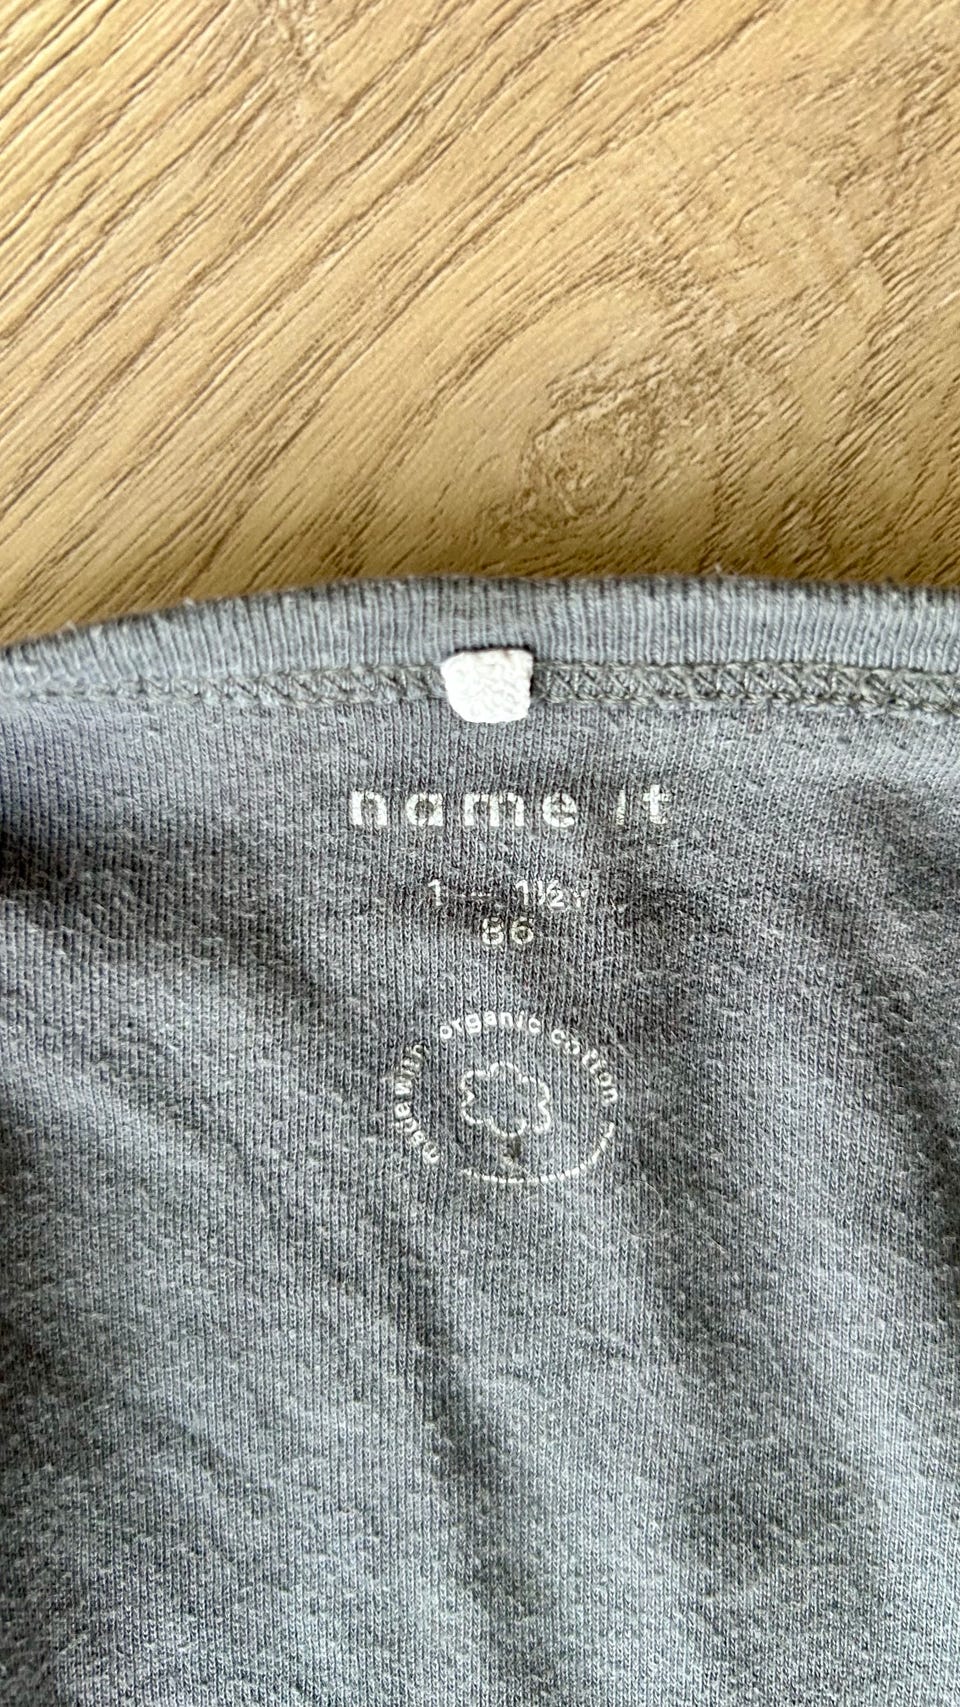 name it
1 - 1½Y
86
made with organic cotton